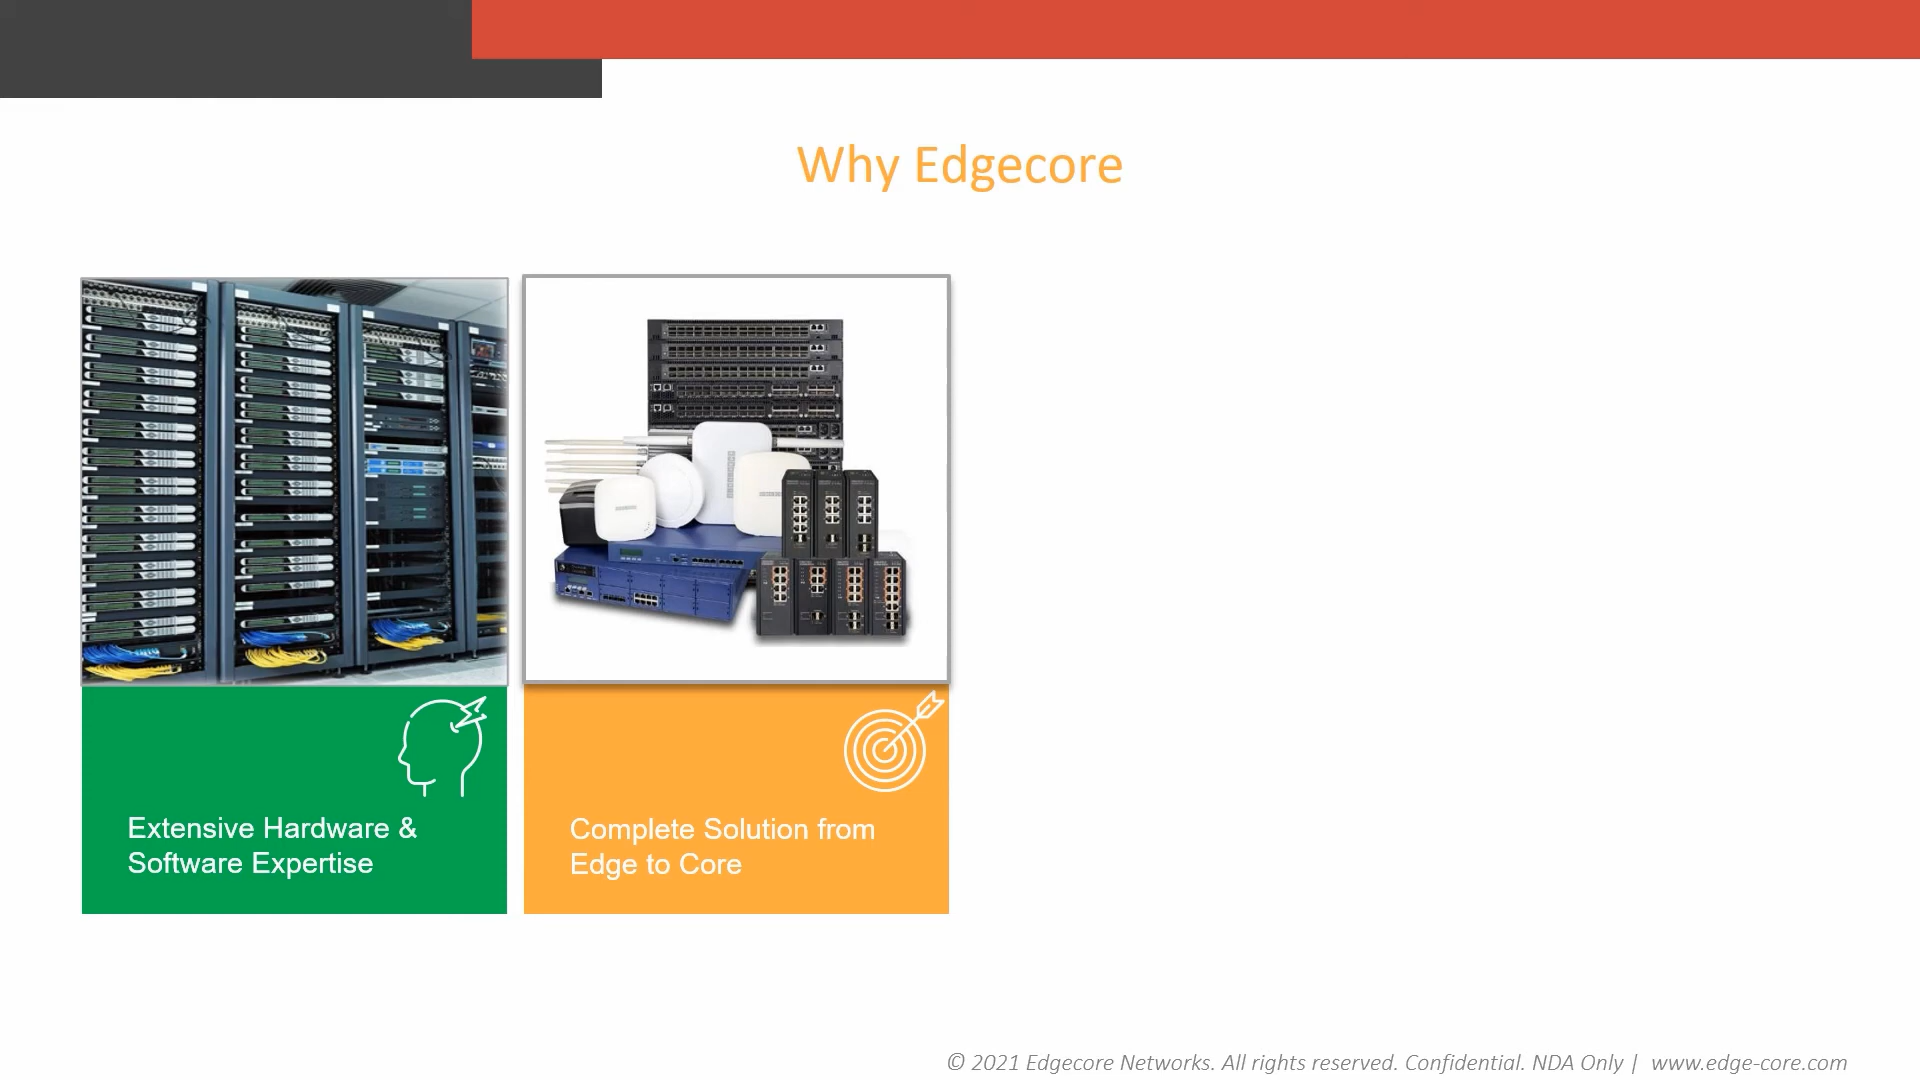 Why Edgecore
Extensive Hardware &
Software Expertise
Complete Solution from
Edge to Core
© 2021 Edgecore Networks. All rights reserved. Confidential. NDA Only | www.edge-core.com